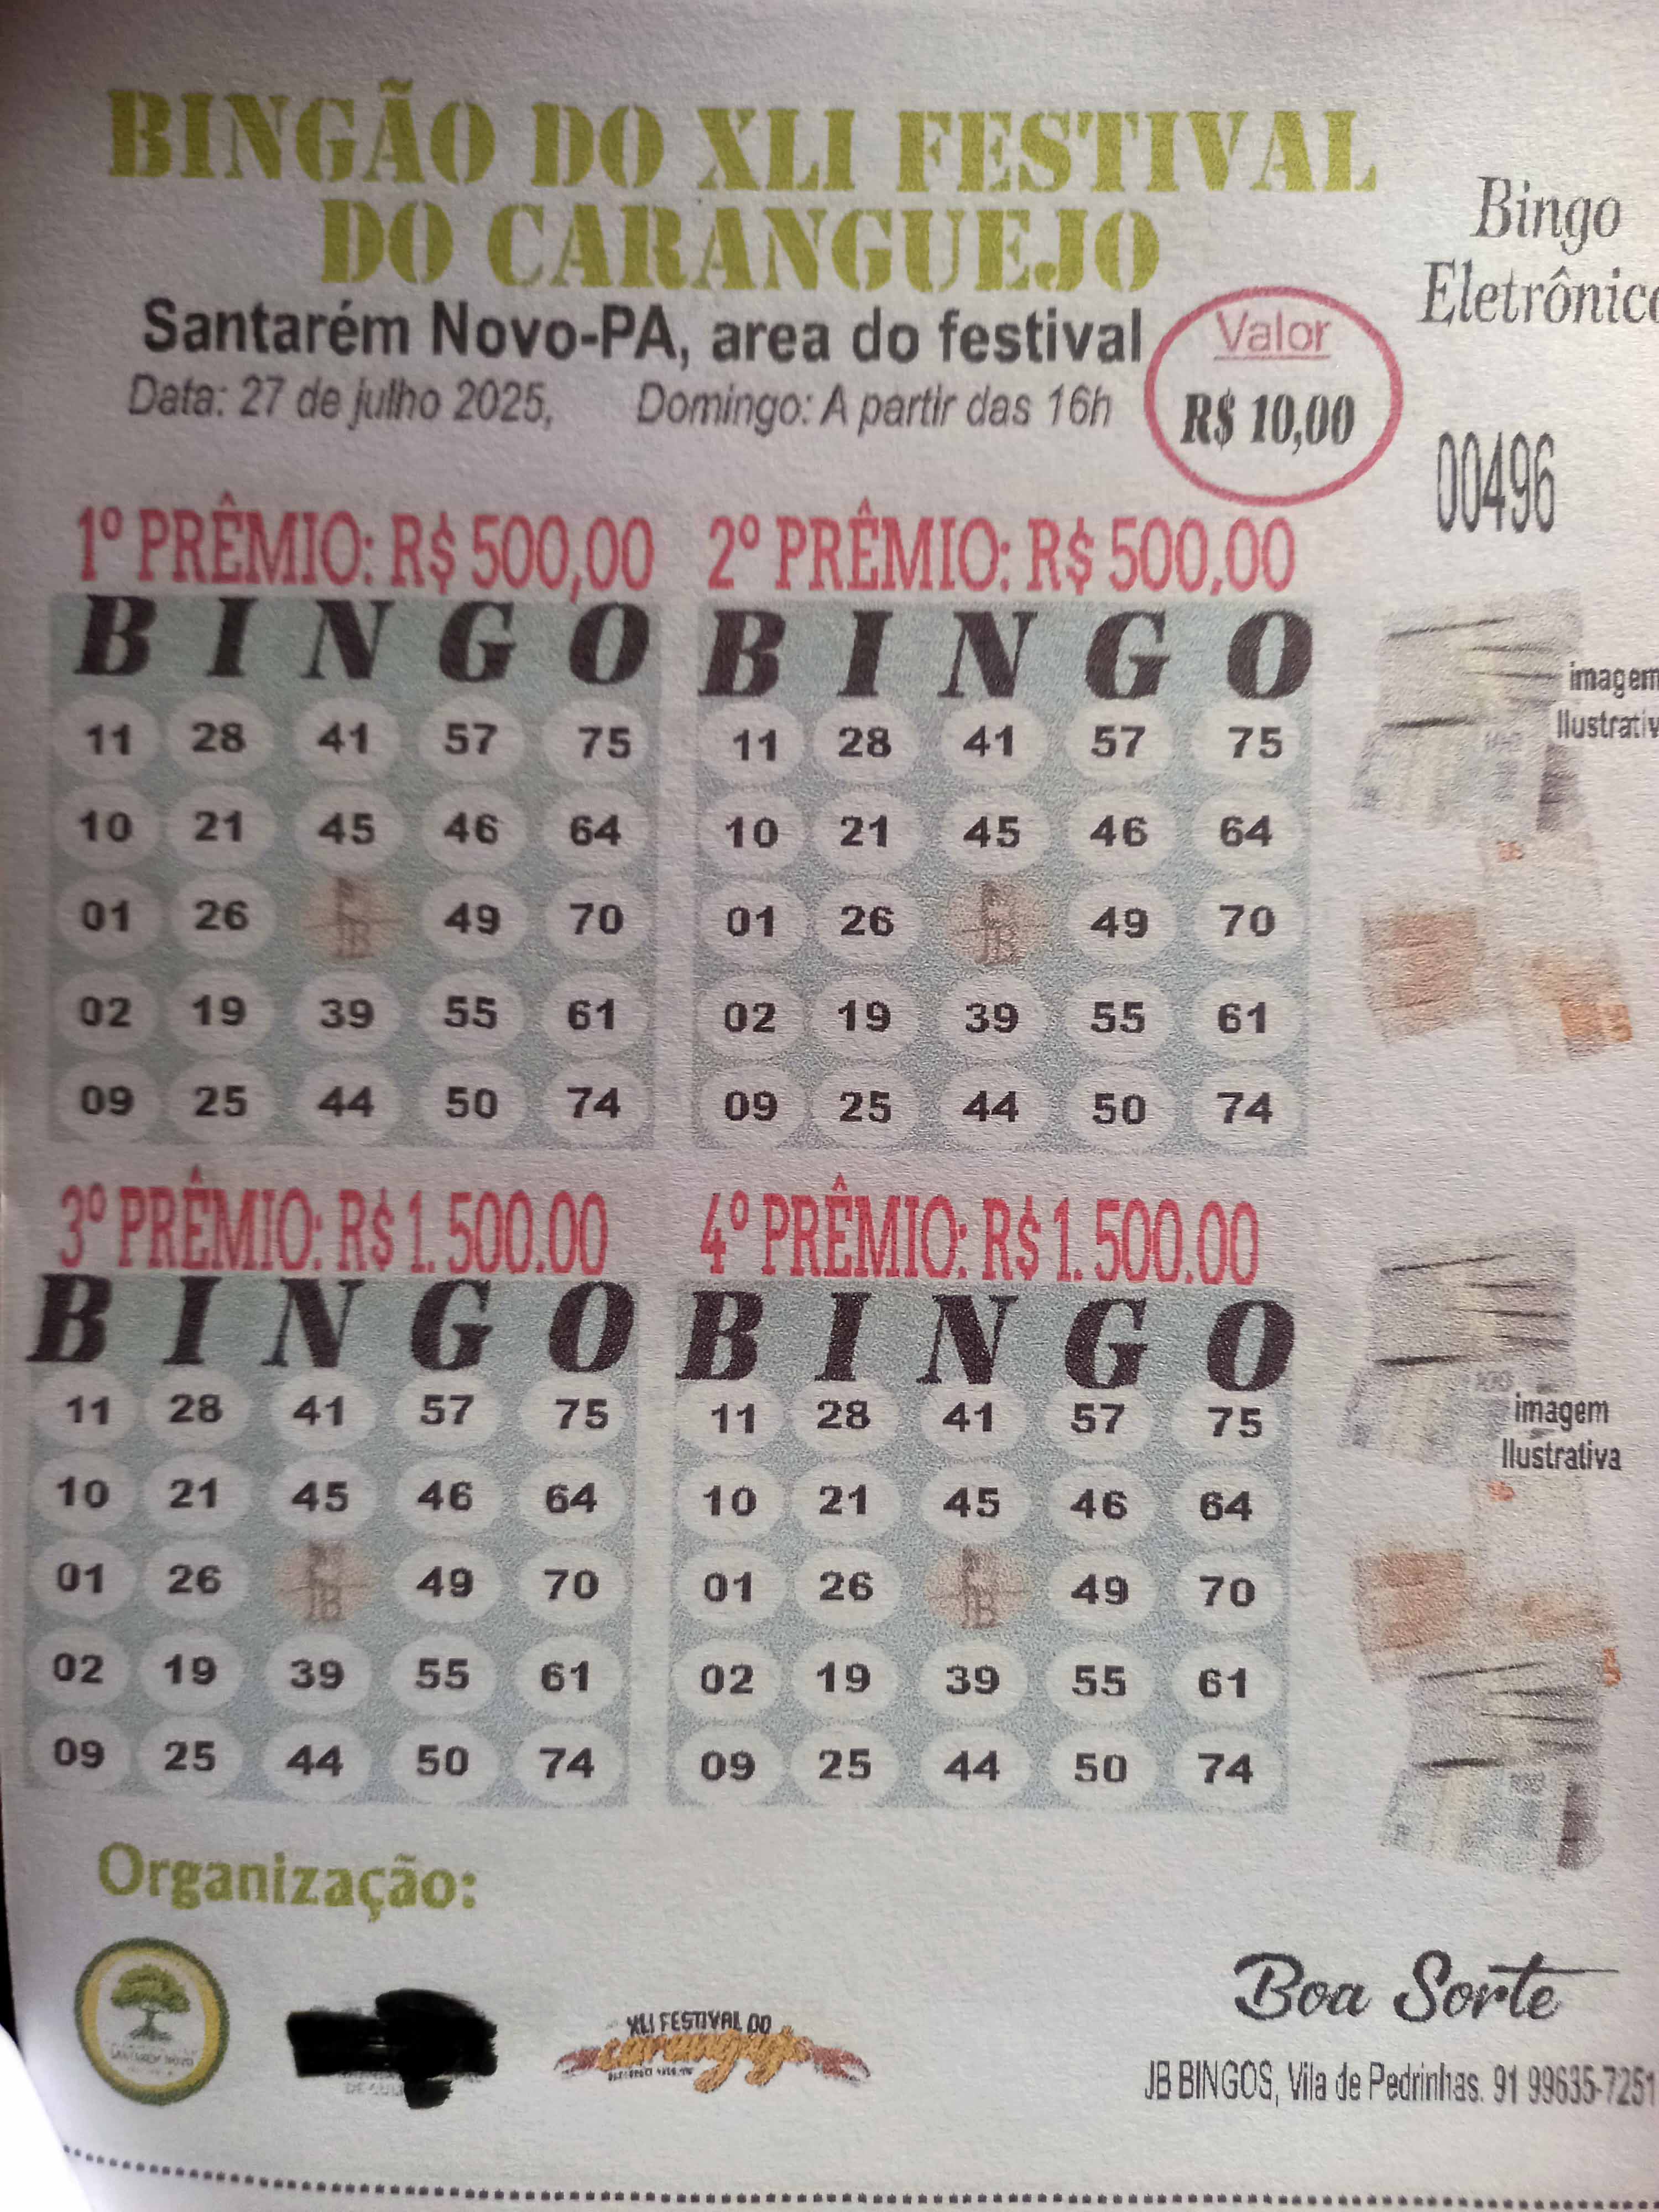 BINGÃO DO XLI FESTIVAL
DO CARANGUEJO
Bingo
Eletrônico
Santarém Novo-PA, area do festival
Data: 27 de julho 2025, Domingo: A partir das 16h
Valor
R$ 10,00
00496
1º PRÊMIO: R$ 500,00
B I N G O
11 28 41 57 75
10 21 45 46 64
01 26 JB 49 70
02 19 39 55 61
09 25 44 50 74
2º PRÊMIO: R$ 500,00
B I N G O
11 28 41 57 75
10 21 45 46 64
01 26 JB 49 70
02 19 39 55 61
09 25 44 50 74
imagem
Ilustrativ
3º PRÊMIO: R$ 1.500.00
B I N G O
11 28 41 57 75
10 21 45 46 64
01 26 JB 49 70
02 19 39 55 61
09 25 44 50 74
4º PRÊMIO: R$ 1.500.00
B I N G O
11 28 41 57 75
10 21 45 46 64
01 26 JB 49 70
02 19 39 55 61
09 25 44 50 74
imagem
Ilustrativa
Organização:
SANTARÉM NOVO
XLI FESTIVAL DO
caranguejo
Boa Sorte
JB BINGOS, Vila de Pedrinhas. 91 99635-7251